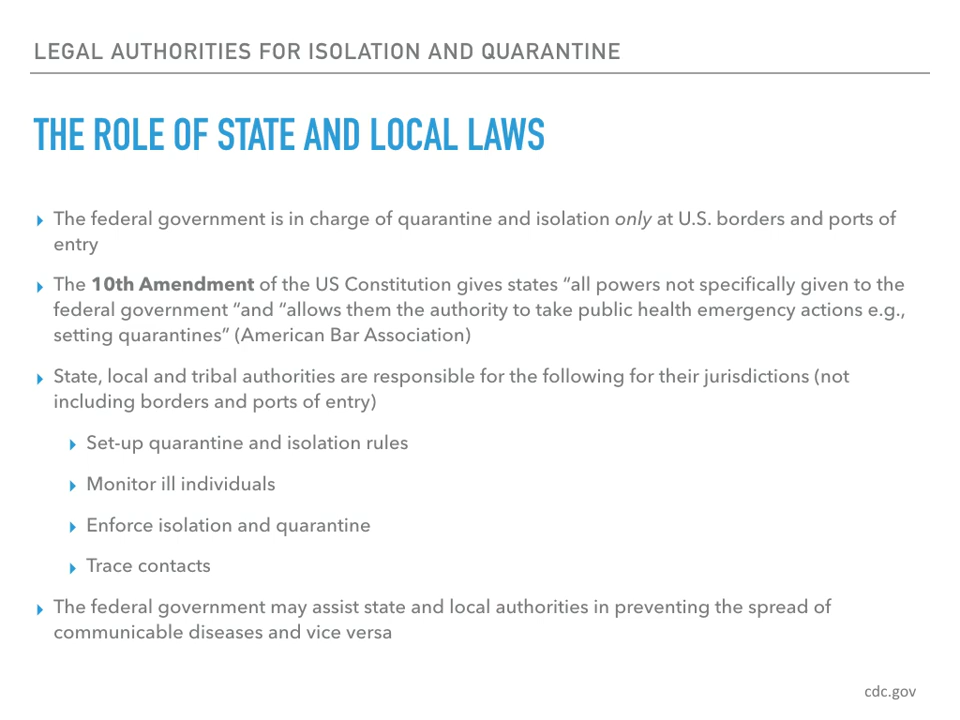 LEGAL AUTHORITIES FOR ISOLATION AND QUARANTINE
THE ROLE OF STATE AND LOCAL LAWS
The federal government is in charge of quarantine and isolation only at U.S. borders and ports of
entry
The 10th Amendment of the US Constitution gives states “all powers not specifically given to the
federal government “and “allows them the authority to take public health emergency actions e.g.,
setting quarantines” (American Bar Association)
State, local and tribal authorities are responsible for the following for their jurisdictions (not
including borders and ports of entry)
Set-up quarantine and isolation rules
Monitor ill individuals
Enforce isolation and quarantine
Trace contacts
The federal government may assist state and local authorities in preventing the spread of
communicable diseases and vice versa
cdc.gov